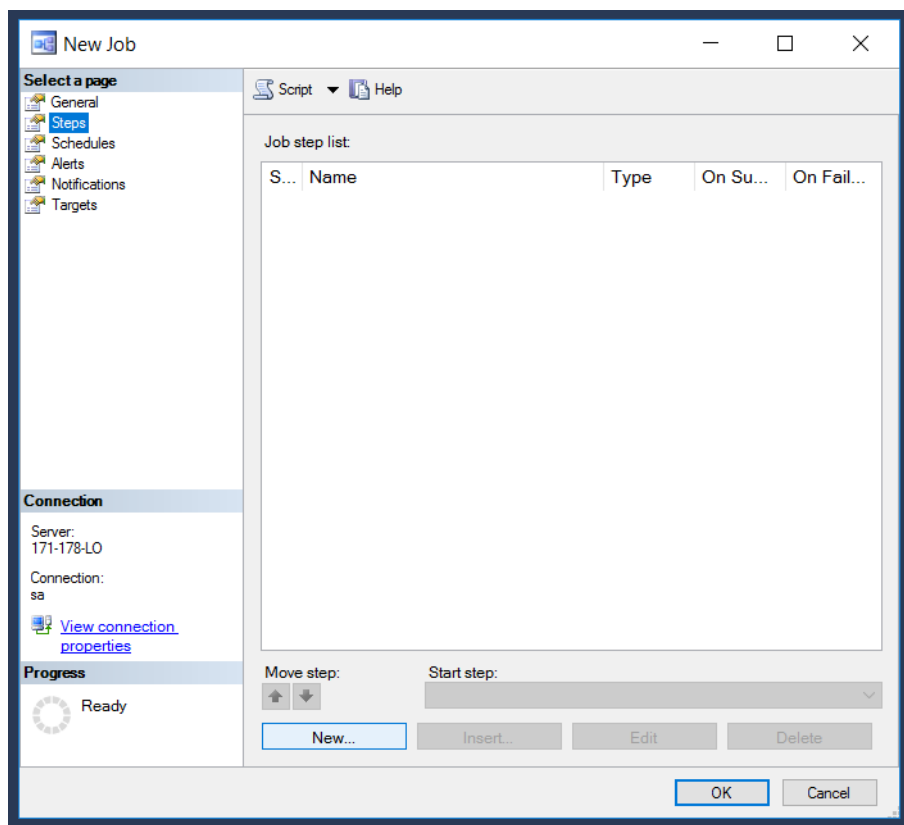 New Job
Select a page
General
Steps
Schedules
Alerts
Notifications
Targets
Connection
Server:
171-178-LO
Connection:
sa
View connection
properties
Progress
Ready
Script Help
Job step list:
S... Name Type On Su... On Fail...
Move step: Start step:
New... Insert... Edit Delete
OK Cancel